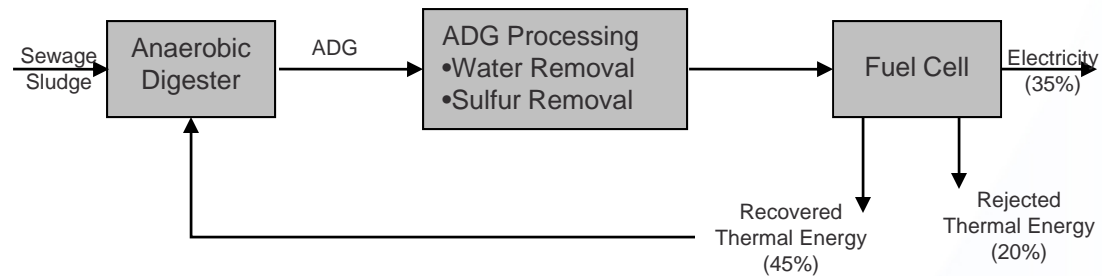 Sewage
Sludge
Anaerobic
Digester
ADG
ADG Processing
•Water Removal
•Sulfur Removal
Fuel Cell
Electricity
(35%)
Recovered
Thermal Energy
(45%)
Rejected
Thermal Energy
(20%)